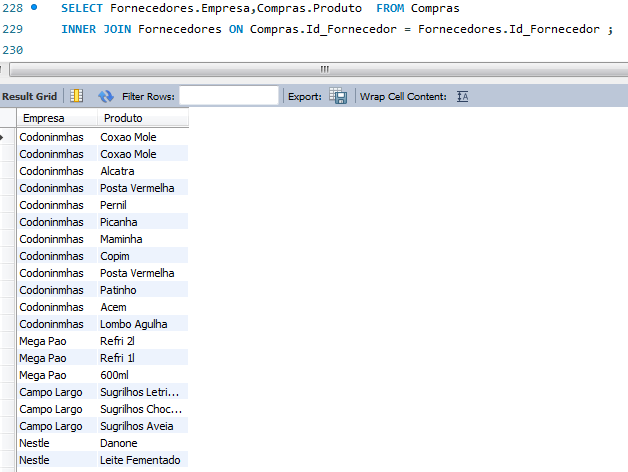 228 SELECT Fornecedores.Empresa,Compras.Produto FROM Compras
229 INNER JOIN Fornecedores ON Compras.Id_Fornecedor = Fornecedores.Id_Fornecedor ;
230
Result Grid Filter Rows: Export: Wrap Cell Content:
Empresa Produto
Codoninmhas Coxao Mole
Codoninmhas Coxao Mole
Codoninmhas Alcatra
Codoninmhas Posta Vermelha
Codoninmhas Pernil
Codoninmhas Picanha
Codoninmhas Maminha
Codoninmhas Copim
Codoninmhas Posta Vermelha
Codoninmhas Patinho
Codoninmhas Acem
Codoninmhas Lombo Agulha
Mega Pao Refri 2l
Mega Pao Refri 1l
Mega Pao 600ml
Campo Largo Sugrilhos Letri...
Campo Largo Sugrilhos Choc...
Campo Largo Sugrilhos Aveia
Nestle Danone
Nestle Leite Fementado